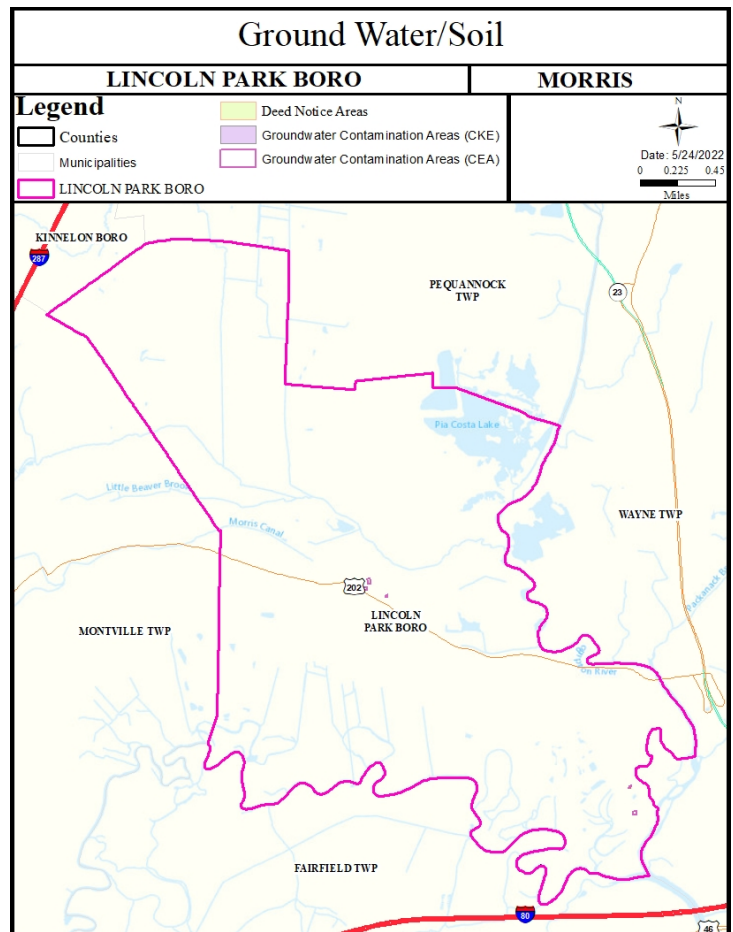 Ground Water/Soil
LINCOLN PARK BORO
MORRIS
Legend
Counties
Municipalities
LINCOLN PARK BORO
Deed Notice Areas
Groundwater Contamination Areas (CKE)
Groundwater Contamination Areas (CEA)
N
Date: 5/24/2022
0 0.225 0.45
Miles
KINNELON BORO
287
PEQUANNOCK
TWP
23
Pia Costa Lake
Little Beaver Brook
Morris Canal
WAYNE TWP
202
LINCOLN
PARK BORO
MONTVILLE TWP
River
FAIRFIELD TWP
80
46